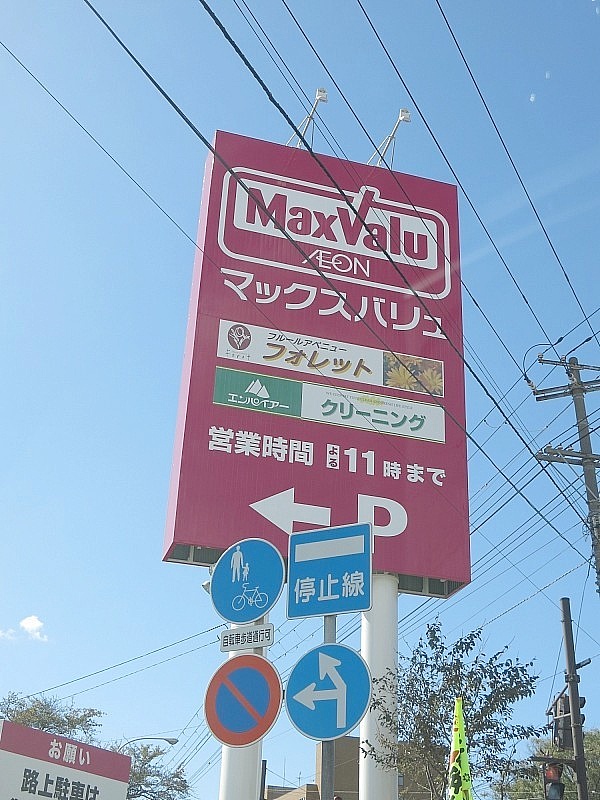 MaxValu
ÆON
マックスバリュ
フルールアベニュー
フォレット
エンパイアー
クリーニング
営業時間 よる11時まで
P
停止線
自転車歩道通行可
お願い
路上駐車は